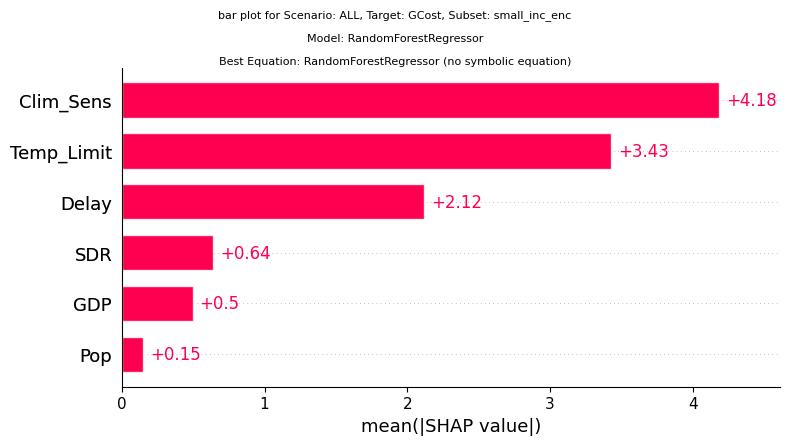 bar plot for Scenario: ALL, Target: GCost, Subset: small_inc_enc
Model: RandomForestRegressor
Best Equation: RandomForestRegressor (no symbolic equation)
Clim_Sens +4.18
Temp_Limit +3.43
Delay +2.12
SDR +0.64
GDP +0.5
Pop +0.15
0 1 2 3 4
mean(|SHAP value|)